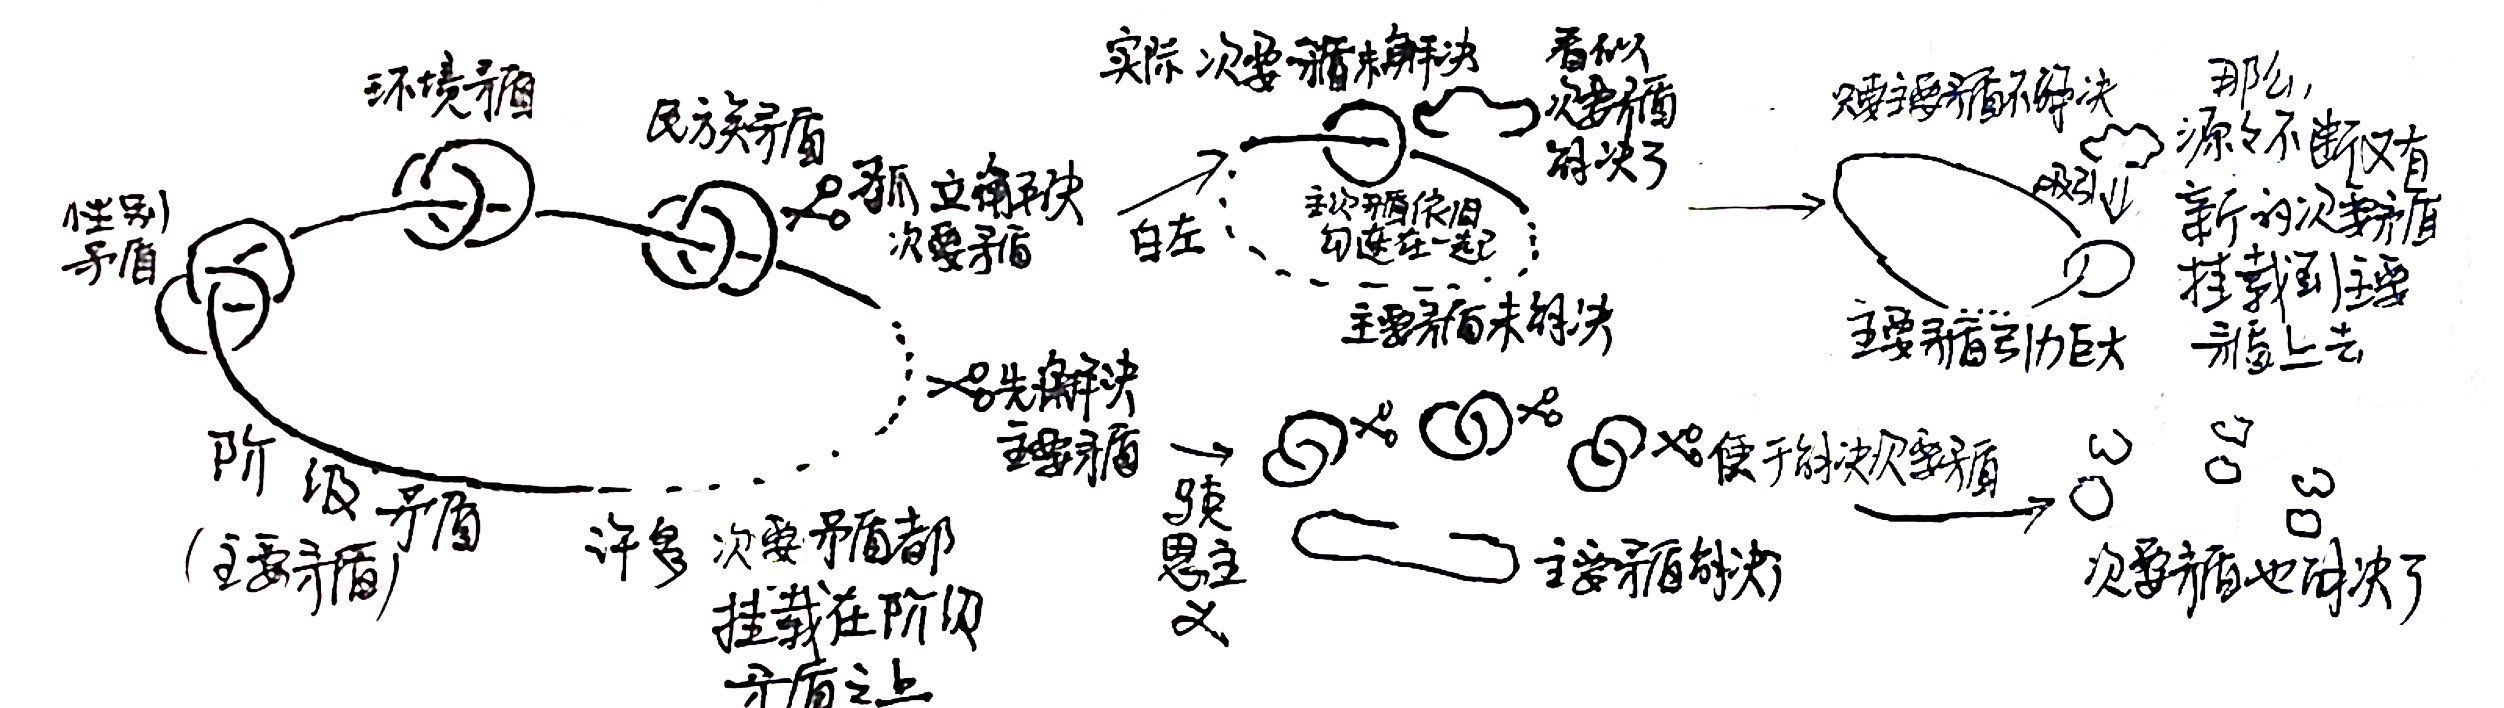 性别
矛盾
环境矛盾
民族矛盾
孤立解决
次要矛盾
阶级矛盾
(主要矛盾)
许多次要矛盾都
挂载在阶级
矛盾之上
先解决
主要矛盾
白左
实际次要矛盾未解决
看似
次要矛盾
解决了
主次矛盾依旧
勾连在一起
主要矛盾未解决
只要主要矛盾不解决
吸引
主要矛盾引力巨大
那么,
源々不断又有
新的次要矛盾
挂载到主要
矛盾上去
马克
思主
义
便于解决次要矛盾
主要矛盾解决了
次要矛盾也解决了